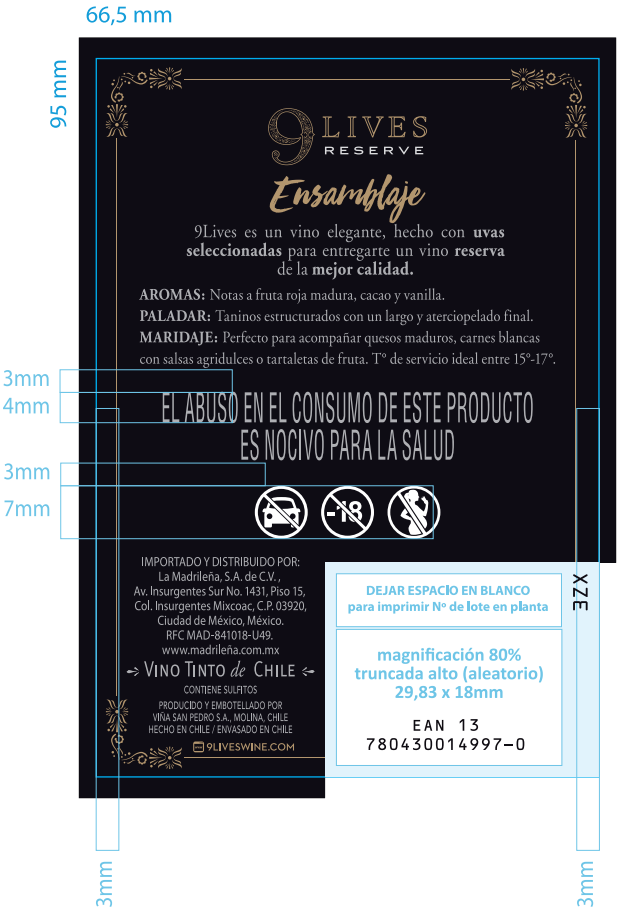 66,5 mm
95 mm
9 LIVES
RESERVE
Ensamblaje
9Lives es un vino elegante, hecho con uvas
seleccionadas para entregarte un vino reserva
de la mejor calidad.
AROMAS: Notas a fruta roja madura, cacao y vanilla.
PALADAR: Taninos estructurados con un largo y aterciopelado final.
MARIDAJE: Perfecto para acompañar quesos maduros, carnes blancas
con salsas agridulces o tartaletas de fruta. T° de servicio ideal entre 15°-17°.
3mm
4mm
EL ABUSO EN EL CONSUMO DE ESTE PRODUCTO
ES NOCIVO PARA LA SALUD
3mm
7mm
-18
IMPORTADO Y DISTRIBUIDO POR:
La Madrileña, S.A. de C.V. ,
Av. Insurgentes Sur No. 1431, Piso 15,
Col. Insurgentes Mixcoac, C.P. 03920,
Ciudad de México, México.
RFC MAD-841018-U49.
www.madrileña.com.mx
VINO TINTO de CHILE
CONTIENE SULFITOS
PRODUCIDO Y EMBOTELLADO POR
VIÑA SAN PEDRO S.A., MOLINA, CHILE
HECHO EN CHILE / ENVASADO EN CHILE
9LIVESWINE.COM
DEJAR ESPACIO EN BLANCO
para imprimir Nº de lote en planta
XZE
magnificación 80%
truncada alto (aleatorio)
29,83 x 18mm
EAN 13
780430014997-0
3mm
3mm